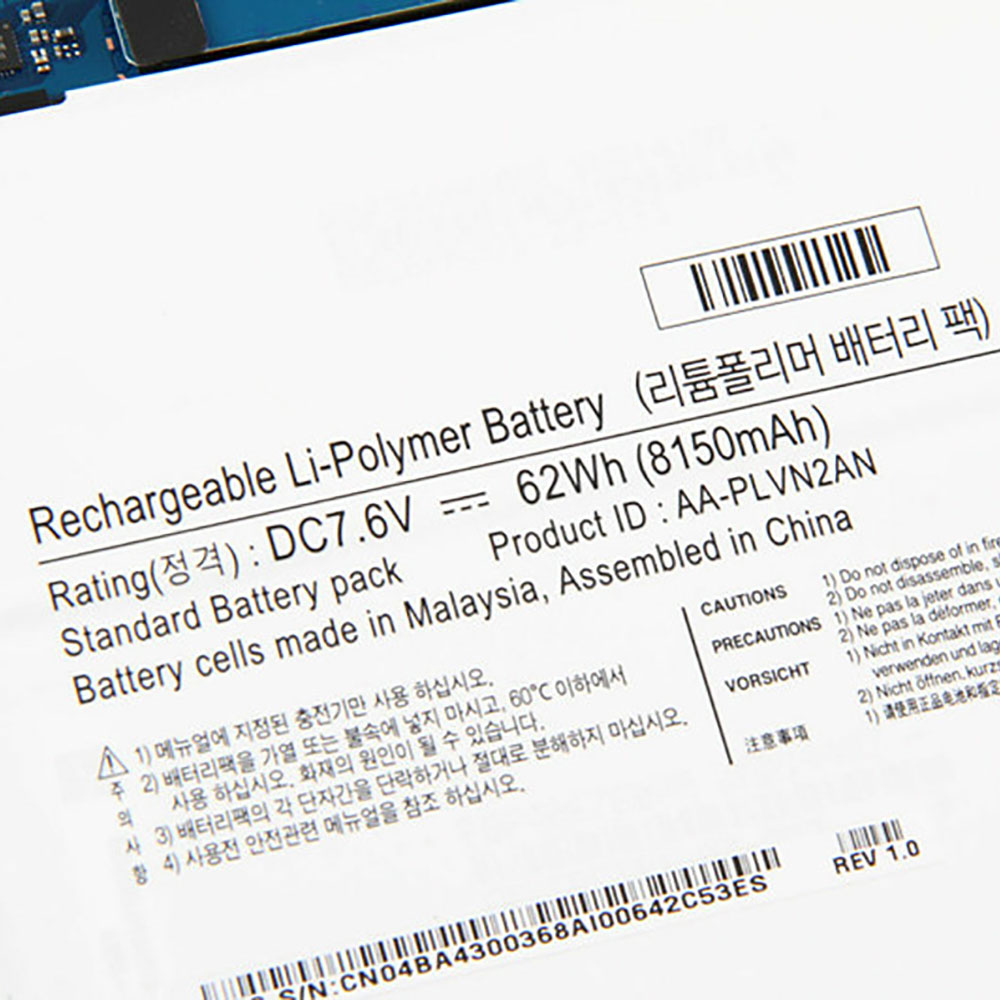 Rechargeable Li-Polymer Battery (리튬폴리머 배터리 팩)
Rating(정격) : DC7.6V ⎓ 62Wh (8150mAh)
Standard Battery pack Product ID : AA-PLVN2AN
Battery cells made in Malaysia, Assembled in China
⚠ 1) 메뉴얼에 지정된 충전기만 사용 하십시오.
2) 배터리팩을 가열 또는 불속에 넣지 마시고, 60°C 이하에서
사용 하십시오. 화재의 원인이 될 수 있습니다.
3) 배터리팩의 각 단자간을 단락하거나 절대로 분해하지 마십시오.
4) 사용전 안전관련 메뉴얼을 참조 하십시오.
주
의
사
항
CAUTIONS 1) Do not dispose of in fire
2) Do not disassemble,
PRECAUTIONS 1) Ne pas la jeter dans
2) Ne pas la déformer,
VORSICHT 1) Nicht in Kontakt mit
verwenden und
2) Nicht öffnen,
注意事項 1) 请使用正品电池和
REV 1.0
S/N:CN04BA4300368AI00642C53ES